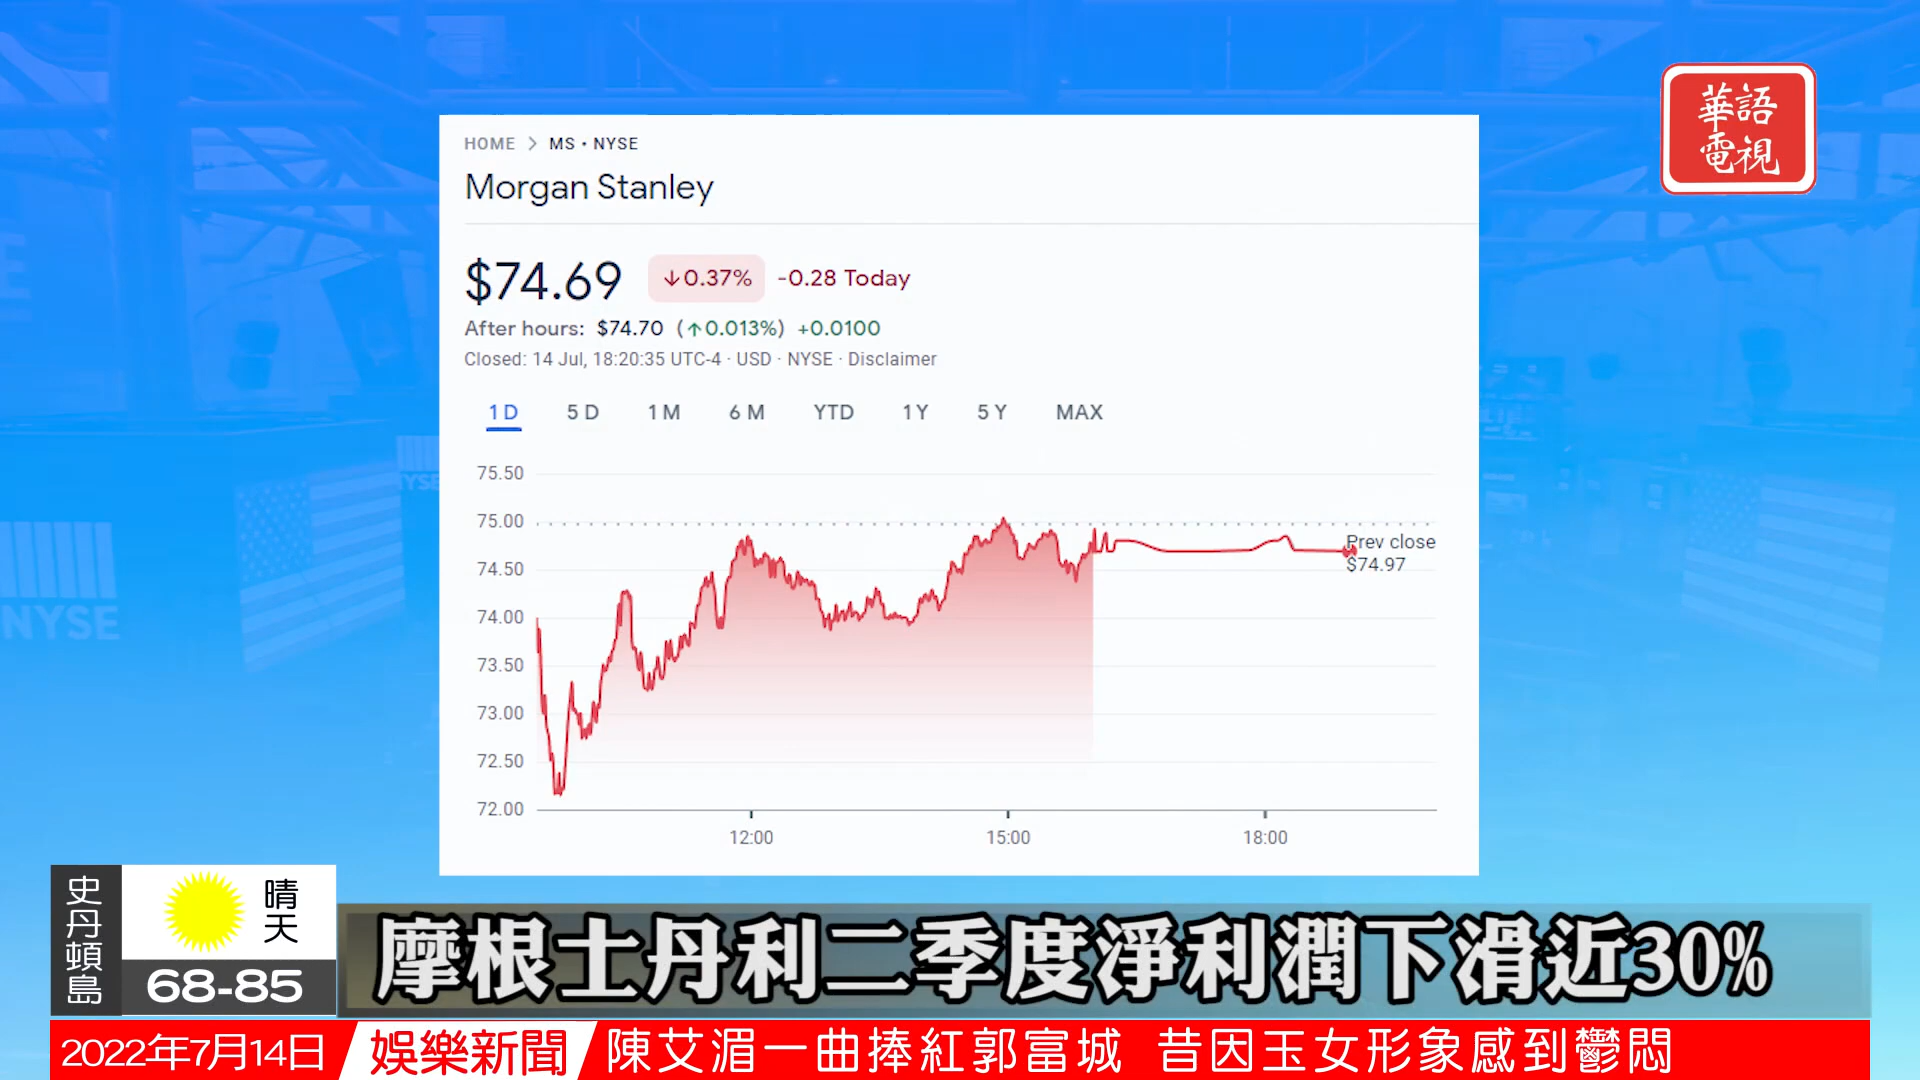 華語
電視
HOME > MS • NYSE
Morgan Stanley
$74.69 ↓0.37% -0.28 Today
After hours: $74.70 (↑0.013%) +0.0100
Closed: 14 Jul, 18:20:35 UTC-4 · USD · NYSE · Disclaimer
1D 5D 1M 6M YTD 1Y 5Y MAX
75.50
75.00
74.50
74.00
73.50
73.00
72.50
72.00
Prev close
$74.97
12:00 15:00 18:00
NYSE
NYSE
史丹頓島
晴天
68-85
摩根士丹利二季度淨利潤下滑近30%
2022年7月14日 娛樂新聞 陳艾湄一曲捧紅郭富城 昔因玉女形象感到鬱悶